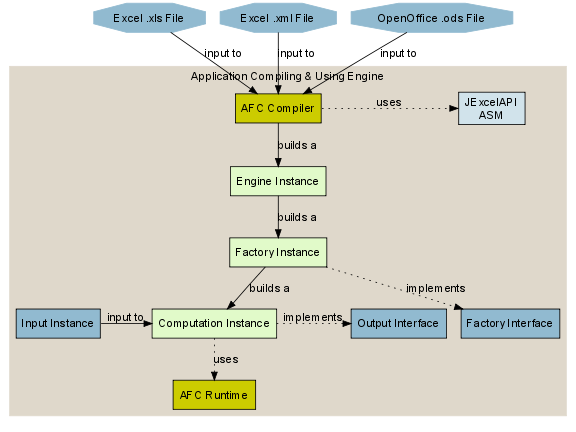 Excel .xls File
Excel .xml File
OpenOffice .ods File
input to
input to
input to
Application Compiling & Using Engine
AFC Compiler
uses
JExcelAPI
ASM
builds a
Engine Instance
builds a
Factory Instance
builds a
implements
Input Instance
input to
Computation Instance
implements
Output Interface
Factory Interface
uses
AFC Runtime